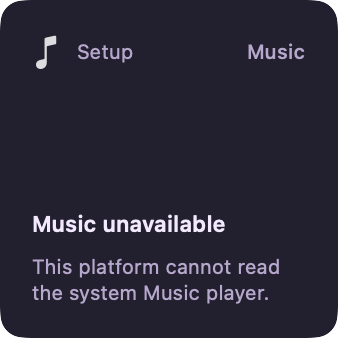 Setup Music
Music unavailable
This platform cannot read
the system Music player.